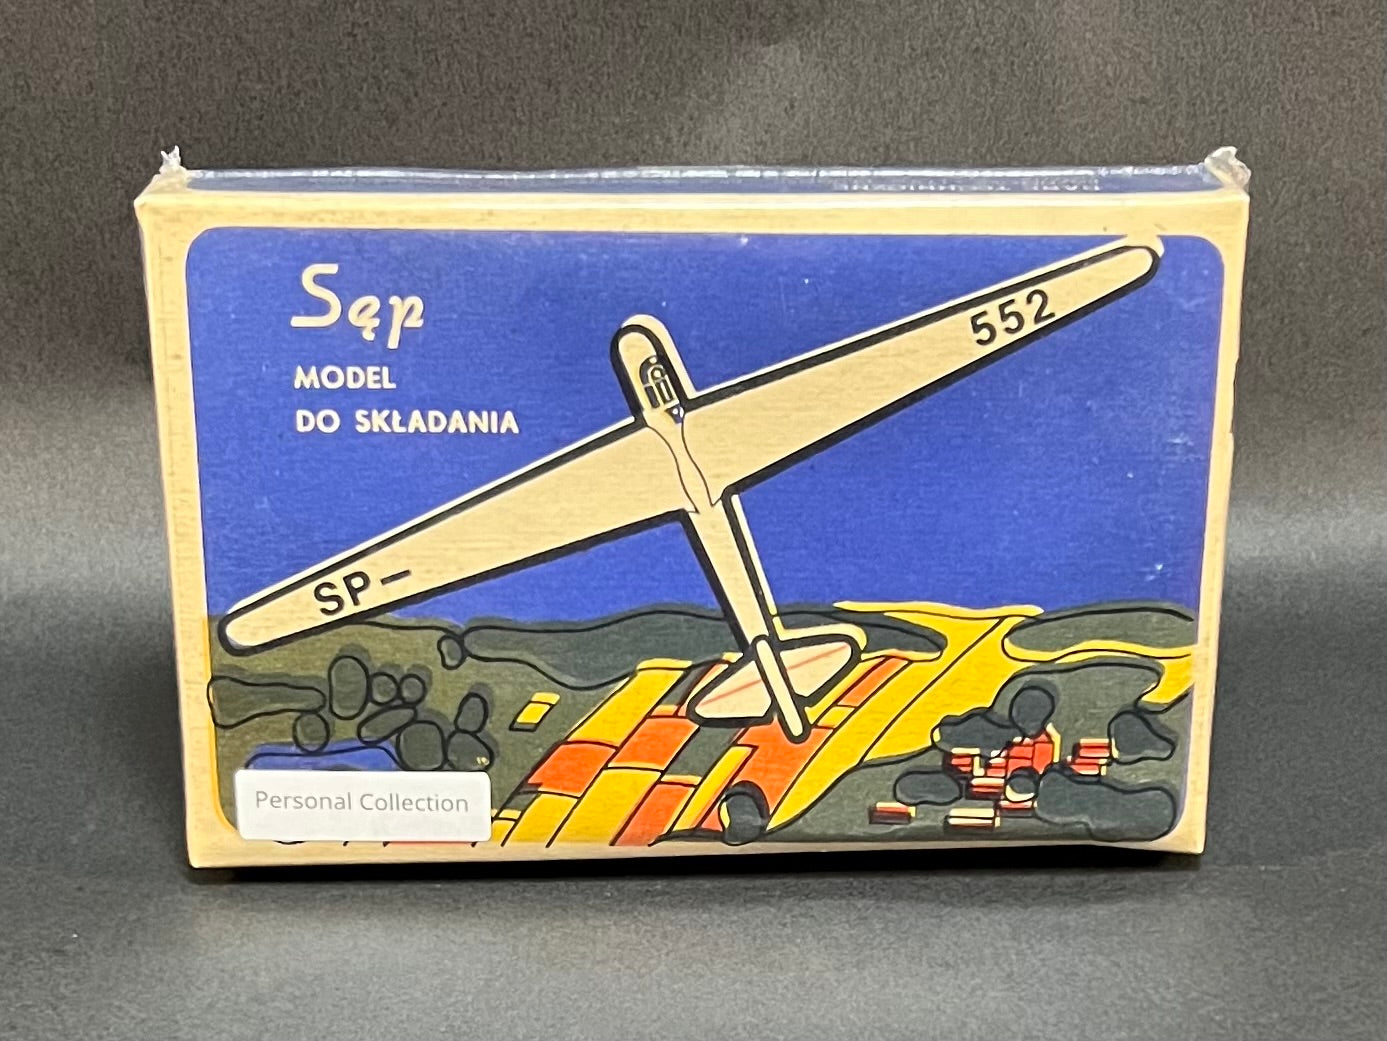 Sęp
MODEL
DO SKŁADANIA
552
SP-
Personal Collection